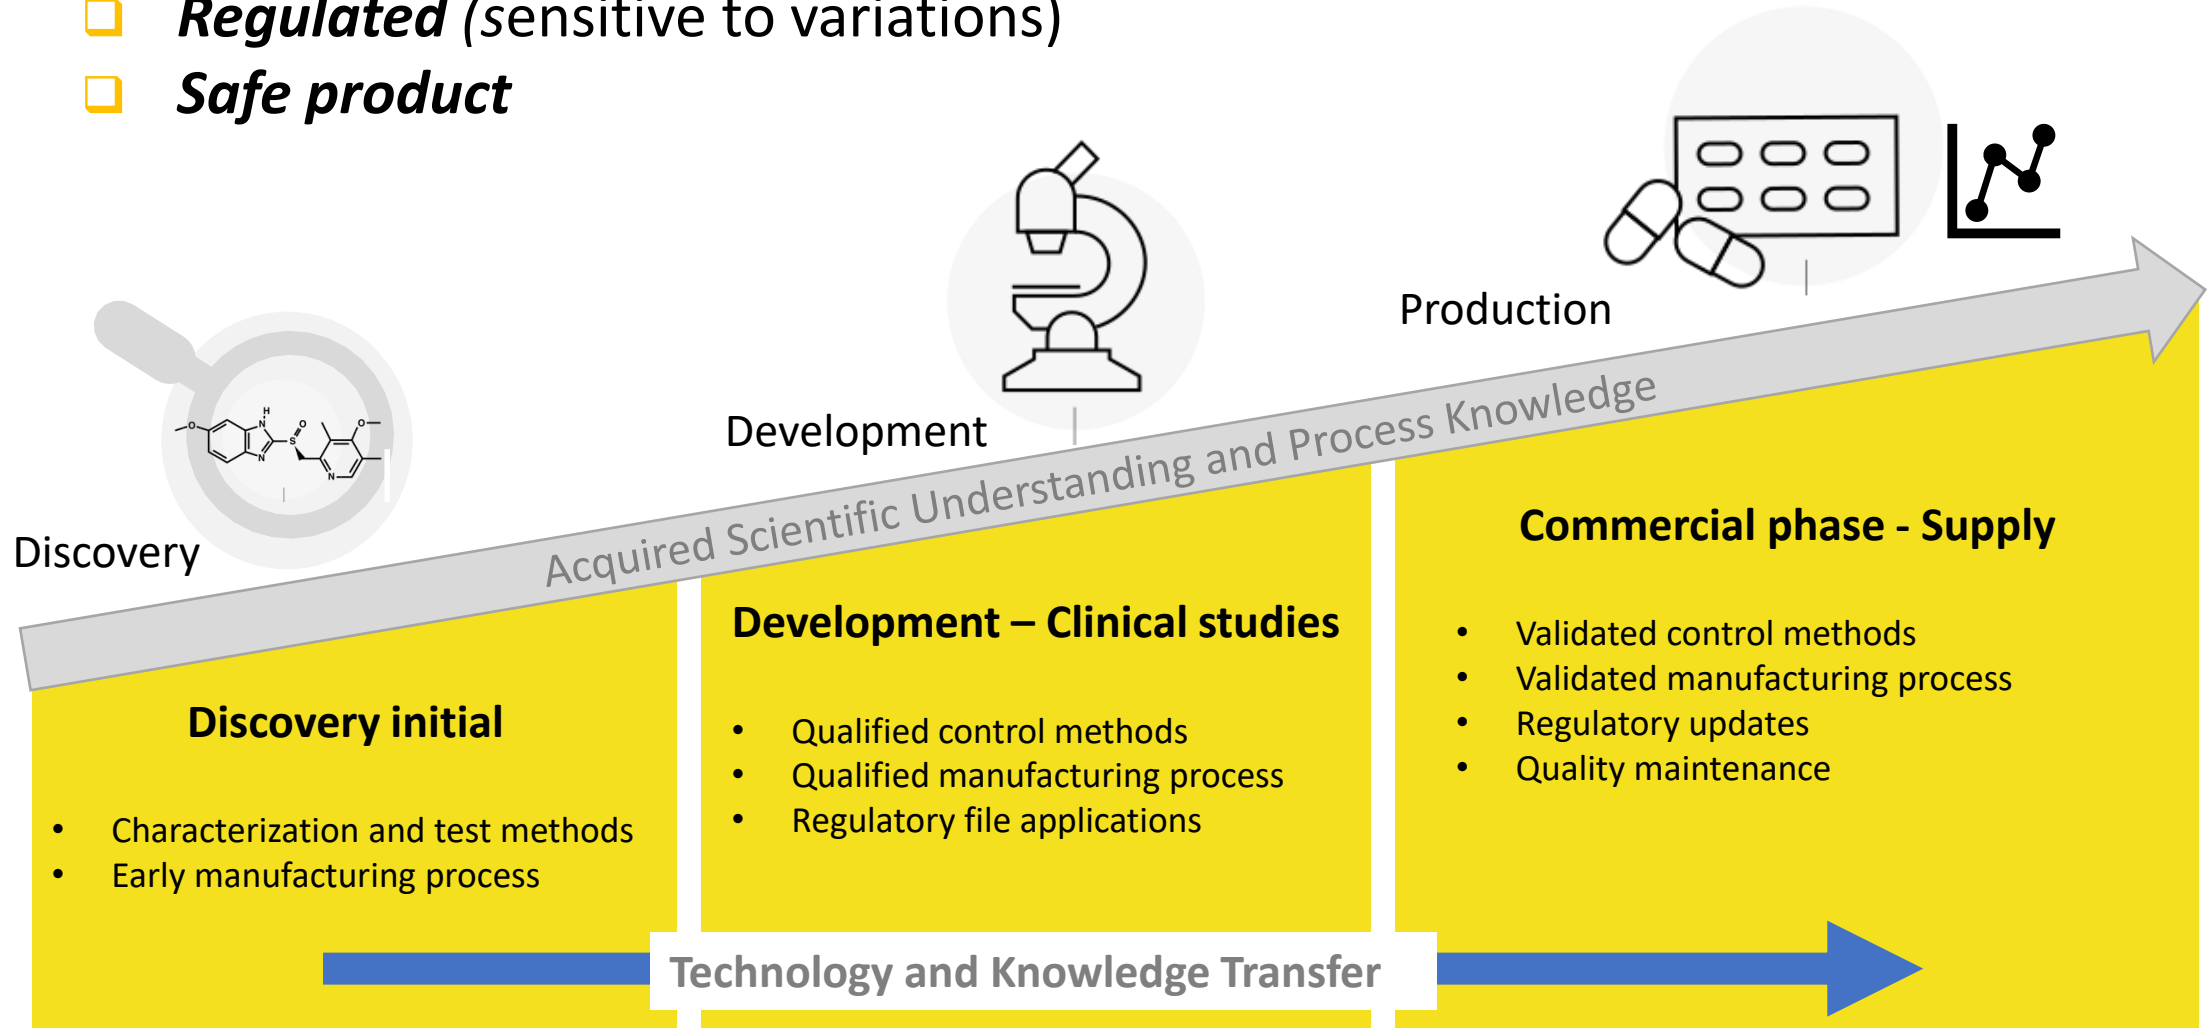 Regulated (sensitive to variations)
Safe product
Production
Development
Discovery
Acquired Scientific Understanding and Process Knowledge
Discovery initial
• Characterization and test methods
• Early manufacturing process
Development – Clinical studies
• Qualified control methods
• Qualified manufacturing process
• Regulatory file applications
Commercial phase - Supply
• Validated control methods
• Validated manufacturing process
• Regulatory updates
• Quality maintenance
Technology and Knowledge Transfer
O
H
N
N
S
O
O
N